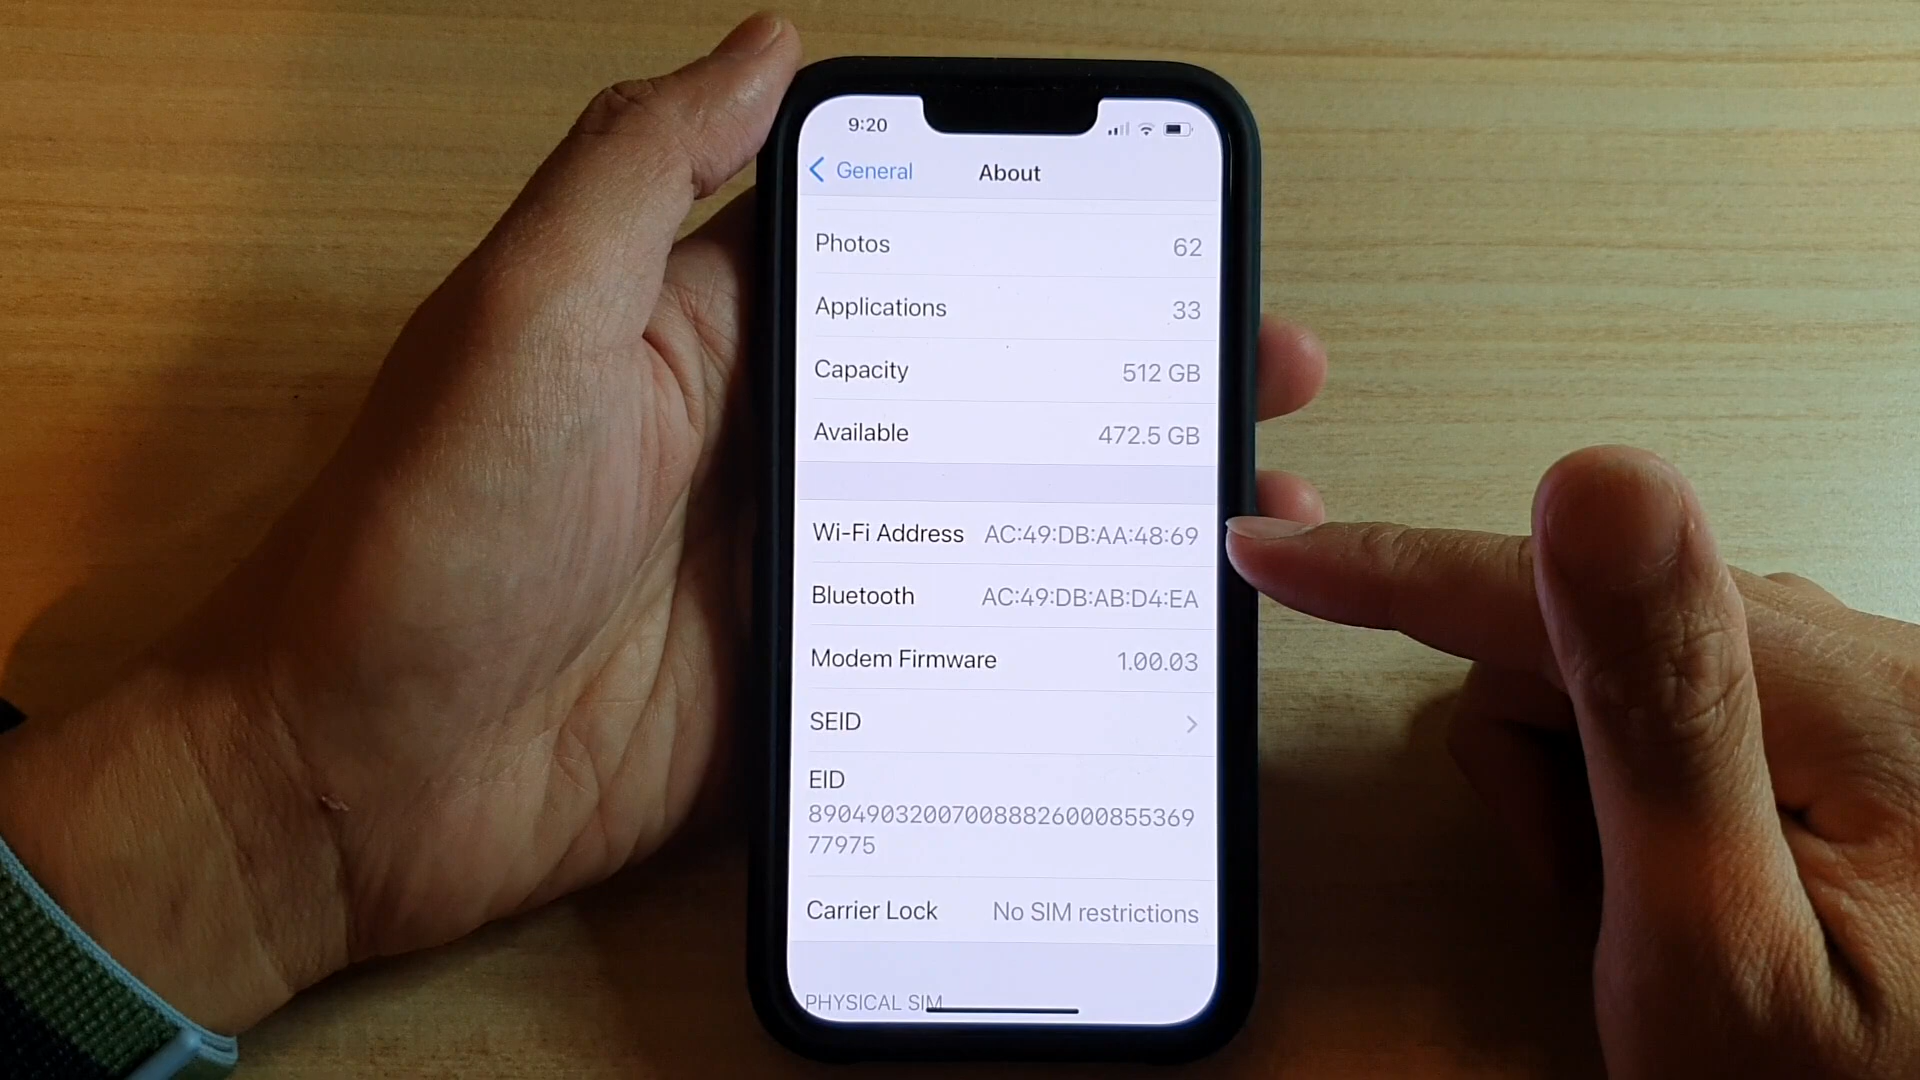 9:20
General
About
Photos 62
Applications 33
Capacity 512 GB
Available 472.5 GB
Wi-Fi Address AC:49:DB:AA:48:69
Bluetooth AC:49:DB:AB:D4:EA
Modem Firmware 1.00.03
SEID
EID
890490320070088826000855369
77975
Carrier Lock No SIM restrictions
PHYSICAL SIM